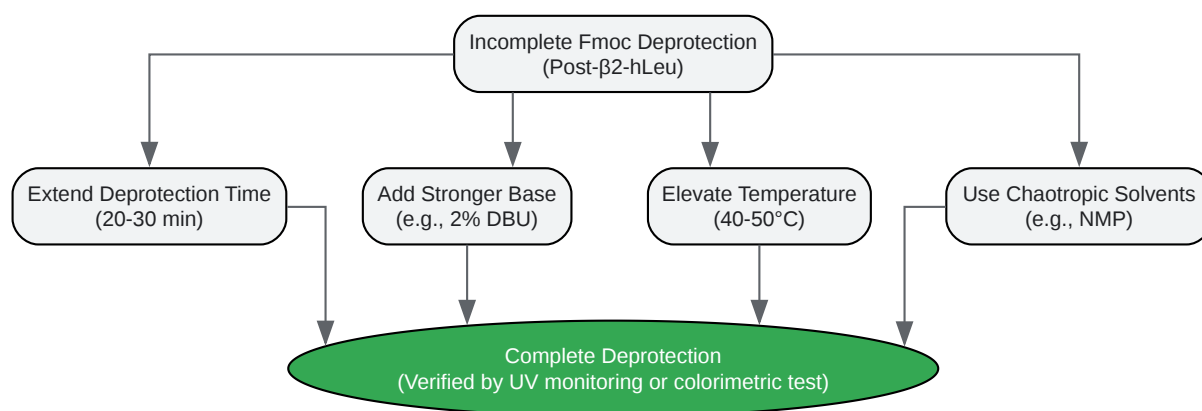 Incomplete Fmoc Deprotection
(Post-β2-hLeu)
Extend Deprotection Time
(20-30 min)
Add Stronger Base
(e.g., 2% DBU)
Elevate Temperature
(40-50°C)
Use Chaotropic Solvents
(e.g., NMP)
Complete Deprotection
(Verified by UV monitoring or colorimetric test)